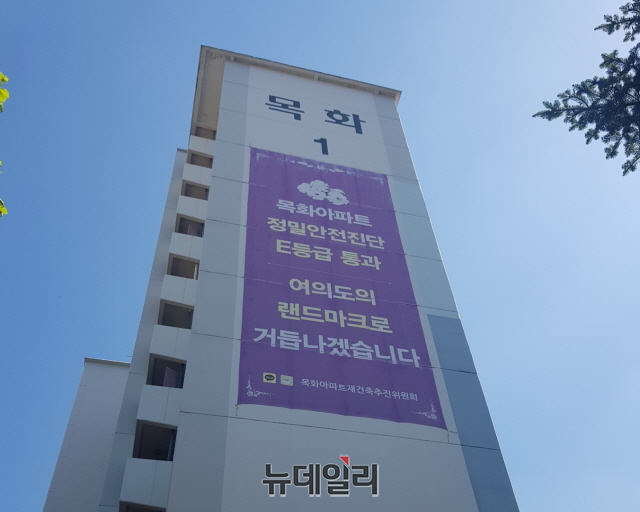 목화
1
목화아파트
정밀안전진단
E등급 통과
여의도의
랜드마크로
거듭나겠습니다
목화아파트재건축추진위원회
뉴데일리